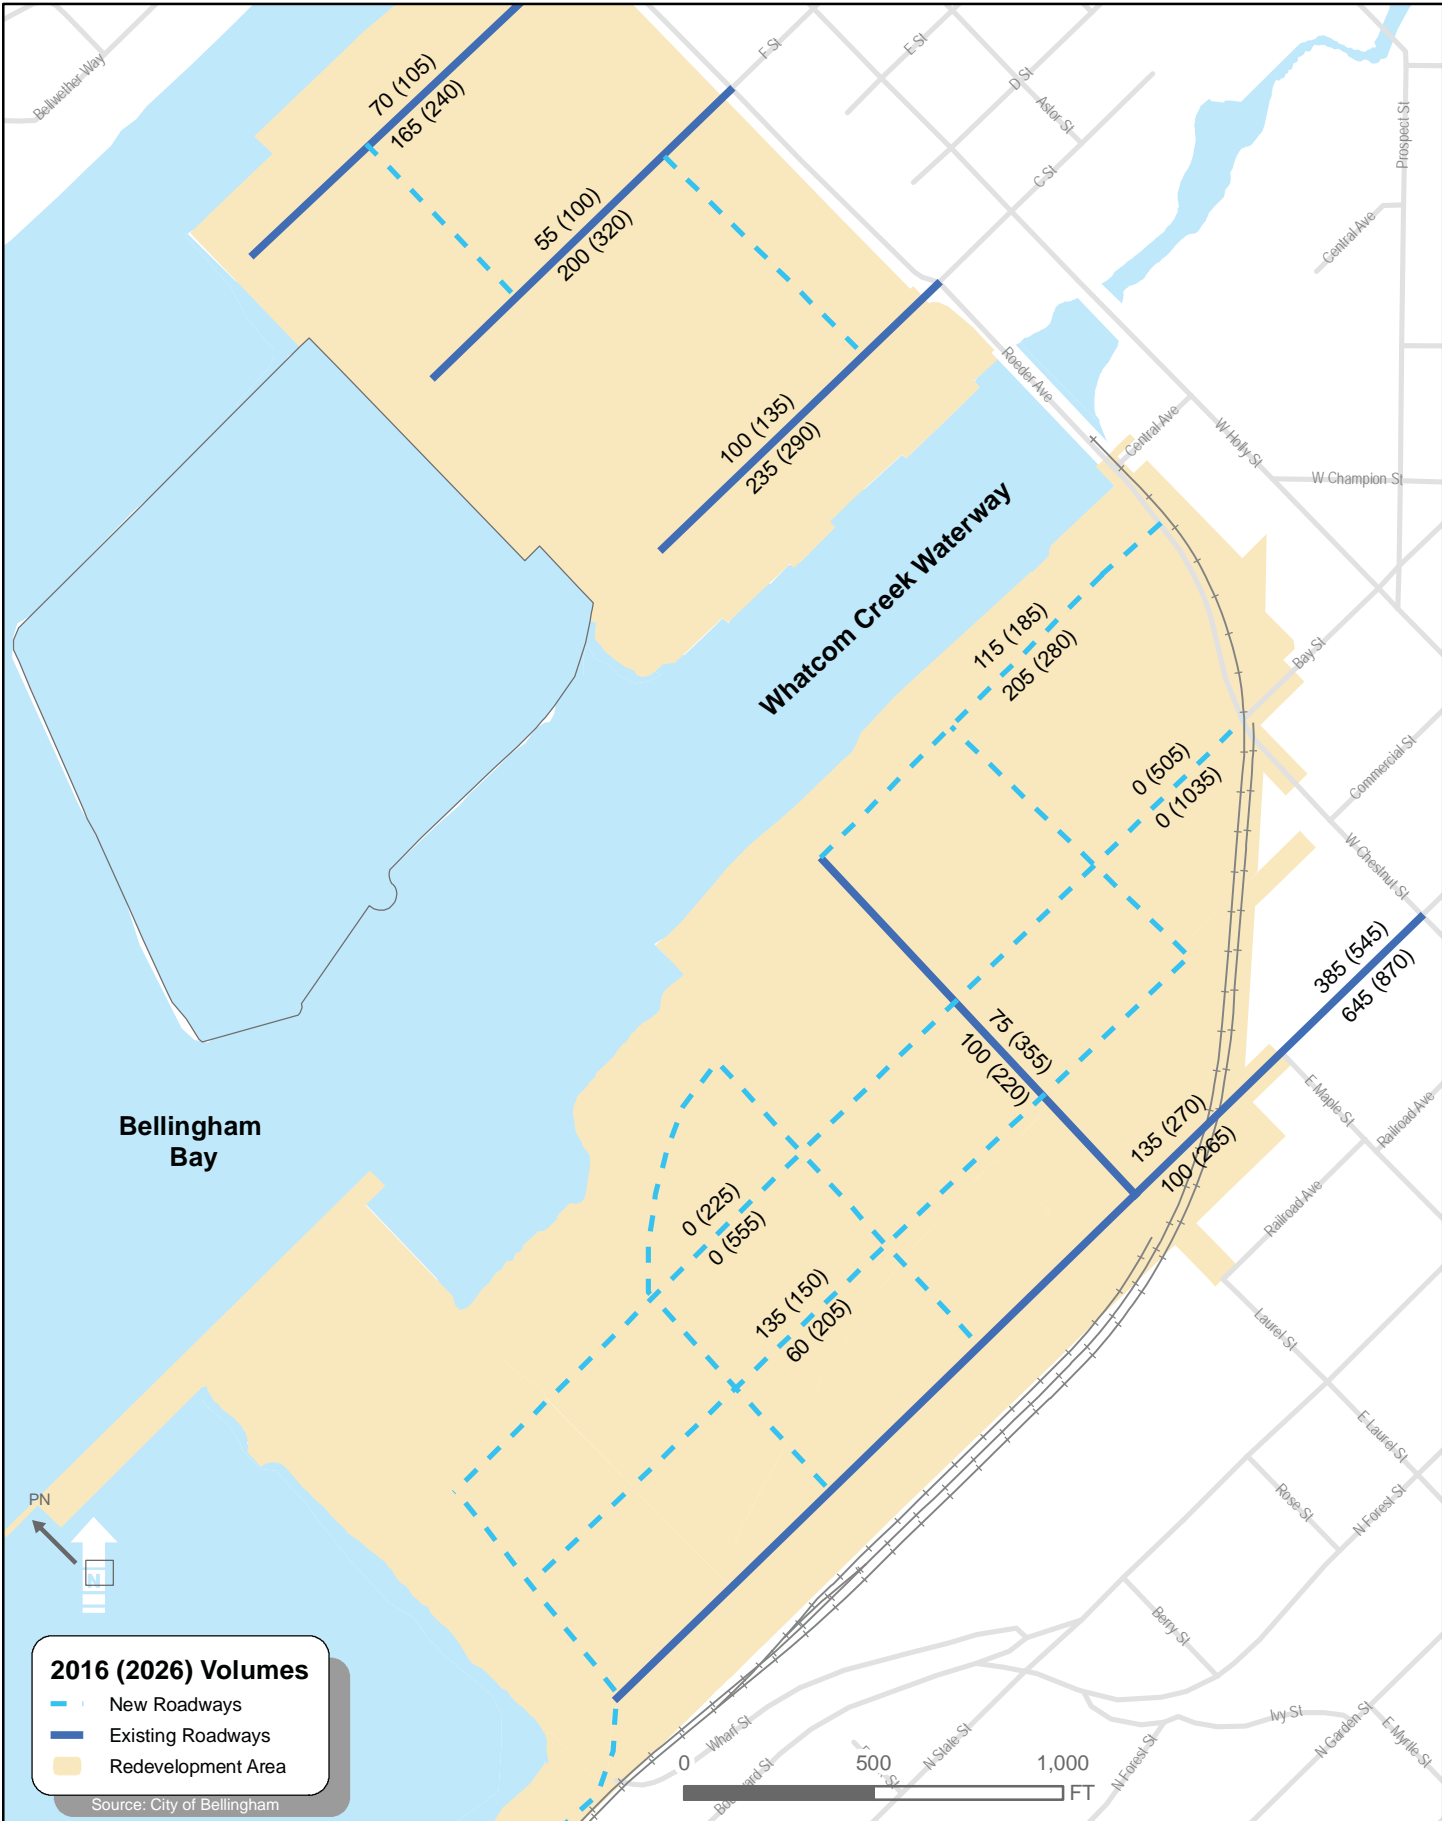 Bellwether Way
70 (105)
165 (240)
F St
E St
D St
Astor St
C St
Prospect St
Central Ave
55 (100)
200 (320)
Roeder Ave
100 (135)
235 (290)
Central Ave
W Holly St
W Champion St
Whatcom Creek Waterway
115 (185)
205 (280)
Bay St
0 (505)
0 (1035)
Commercial St
W Chestnut St
385 (545)
645 (870)
75 (355)
100 (220)
E Maple St
Railroad Ave
135 (270)
100 (265)
Bellingham
Bay
Railroad Ave
0 (225)
0 (555)
135 (150)
60 (205)
Laurel St
E Laurel St
Rose St
N Forest St
PN
N
Berry St
2016 (2026) Volumes
New Roadways
Existing Roadways
Redevelopment Area
Source: City of Bellingham
Wharf St
N State St
N Forest St
Ivy St
N Garden St
E Myrtle St
0 500 1,000
FT